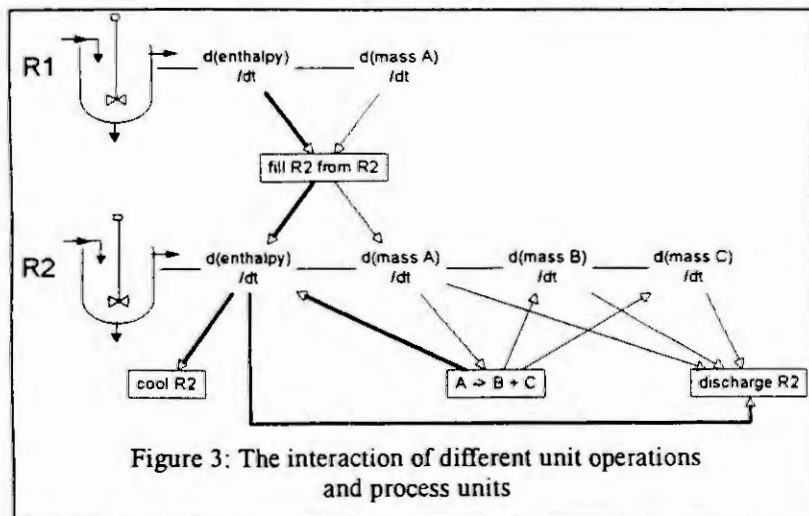 R1
d(enthalpy)
/dt
d(mass A)
/dt
fill R2 from R2
R2
d(enthalpy)
/dt
d(mass A)
/dt
d(mass B)
/dt
d(mass C)
/dt
cool R2
A -> B + C
discharge R2
Figure 3: The interaction of different unit operations
and process units